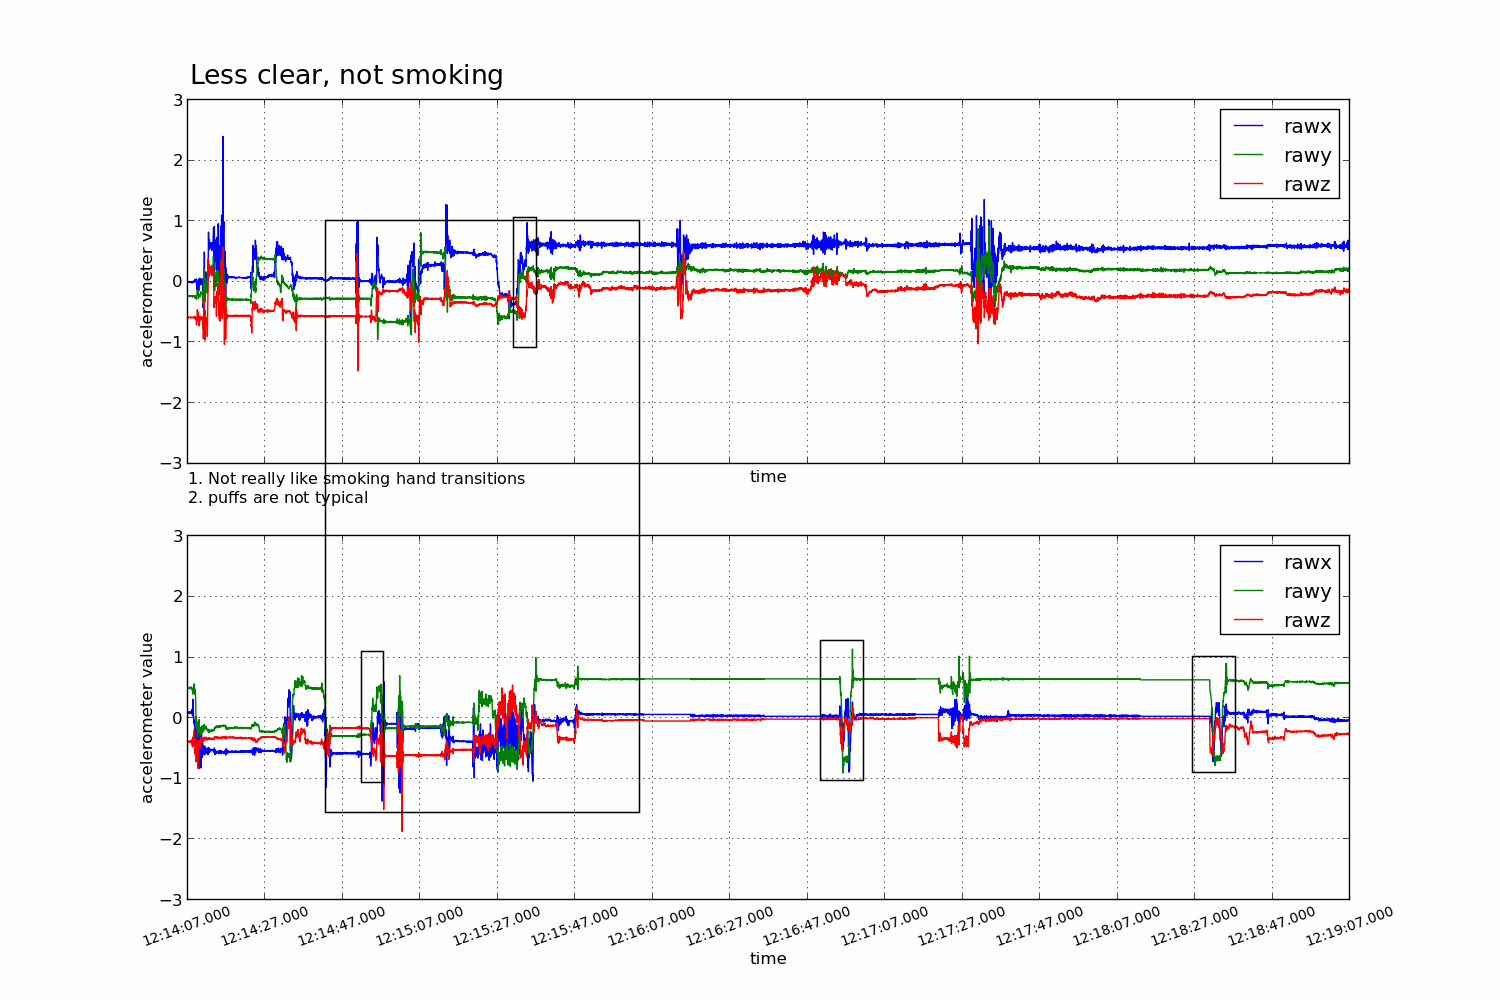 Less clear, not smoking
3
2
1
0
−1
−2
−3
accelerometer value
rawx
rawy
rawz
time
1. Not really like smoking hand transitions
2. puffs are not typical
3
2
1
0
−1
−2
−3
accelerometer value
rawx
rawy
rawz
12:14:07.000 12:14:27.000 12:14:47.000 12:15:07.000 12:15:27.000 12:15:47.000 12:16:07.000 12:16:27.000 12:16:47.000 12:17:07.000 12:17:27.000 12:17:47.000 12:18:07.000 12:18:27.000 12:18:47.000 12:19:07.000
time